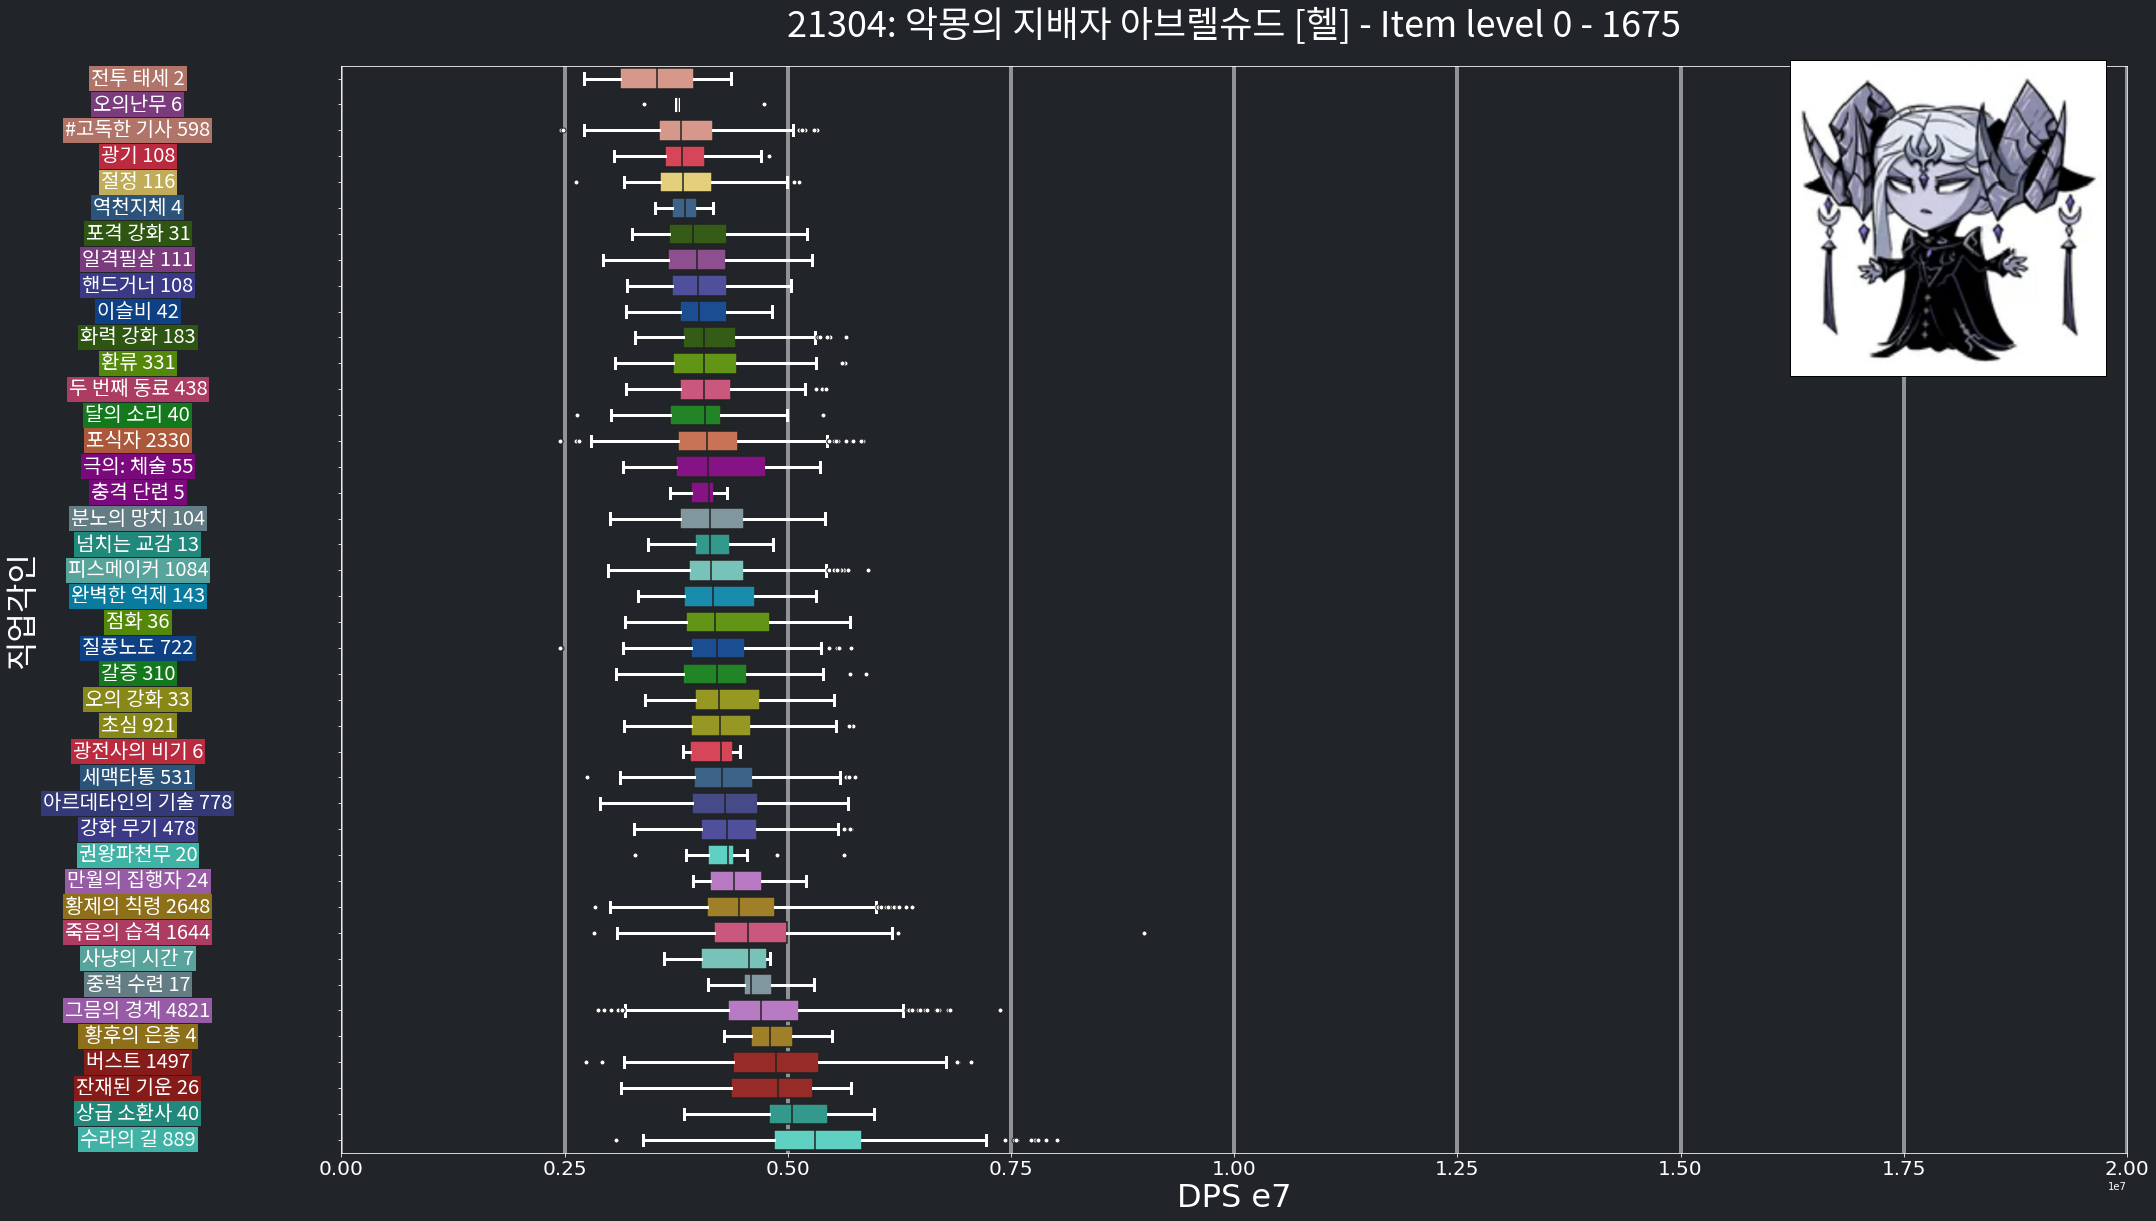 21304: 악몽의 지배자 아브렐슈드 [헬] - Item level 0 - 1675
직업각인
전투 태세 2
오의난무 6
#고독한 기사 598
광기 108
절정 116
역천지체 4
포격 강화 31
일격필살 111
핸드거너 108
이슬비 42
화력 강화 183
환류 331
두 번째 동료 438
달의 소리 40
포식자 2330
극의: 체술 55
충격 단련 5
분노의 망치 104
넘치는 교감 13
피스메이커 1084
완벽한 억제 143
점화 36
질풍노도 722
갈증 310
오의 강화 33
초심 921
광전사의 비기 6
세맥타통 531
아르데타인의 기술 778
강화 무기 478
권왕파천무 20
만월의 집행자 24
황제의 칙령 2648
죽음의 습격 1644
사냥의 시간 7
중력 수련 17
그믐의 경계 4821
황후의 은총 4
버스트 1497
잔재된 기운 26
상급 소환사 40
수라의 길 889
0.00 0.25 0.50 0.75 1.00 1.25 1.50 1.75 2.00
1e7
DPS e7